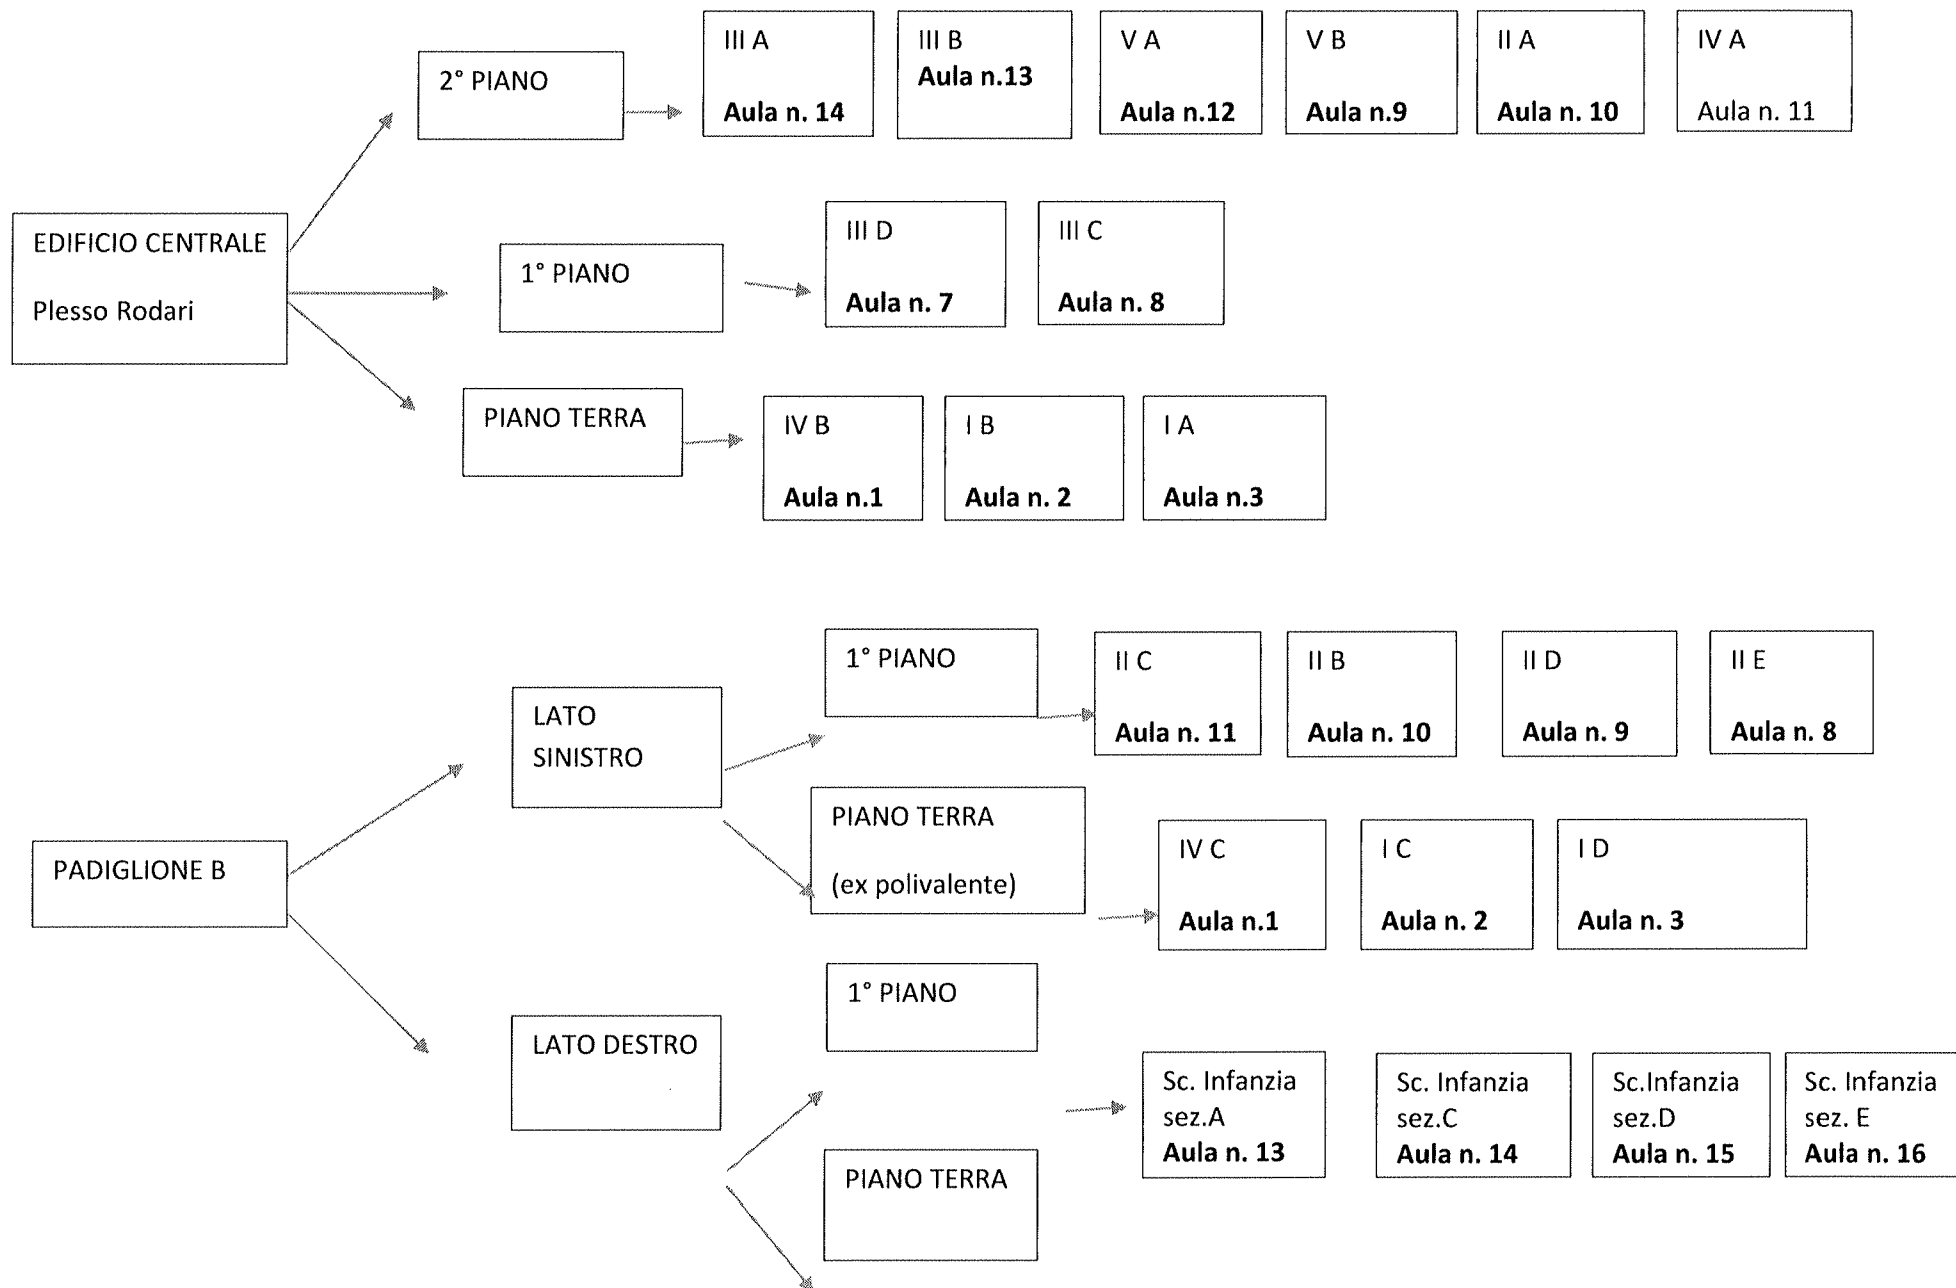 III A
Aula n. 14
III B
Aula n.13
V A
Aula n.12
V B
Aula n.9
II A
Aula n. 10
IV A
Aula n. 11
2° PIANO
EDIFICIO CENTRALE
Plesso Rodari
1° PIANO
III D
Aula n. 7
III C
Aula n. 8
PIANO TERRA
IV B
Aula n.1
I B
Aula n. 2
I A
Aula n.3
PADIGLIONE B
LATO
SINISTRO
1° PIANO
II C
Aula n. 11
II B
Aula n. 10
II D
Aula n. 9
II E
Aula n. 8
PIANO TERRA
(ex polivalente)
IV C
Aula n.1
I C
Aula n. 2
I D
Aula n. 3
LATO DESTRO
1° PIANO
Sc. Infanzia
sez.A
Aula n. 13
Sc. Infanzia
sez.C
Aula n. 14
Sc.Infanzia
sez.D
Aula n. 15
Sc. Infanzia
sez. E
Aula n. 16
PIANO TERRA